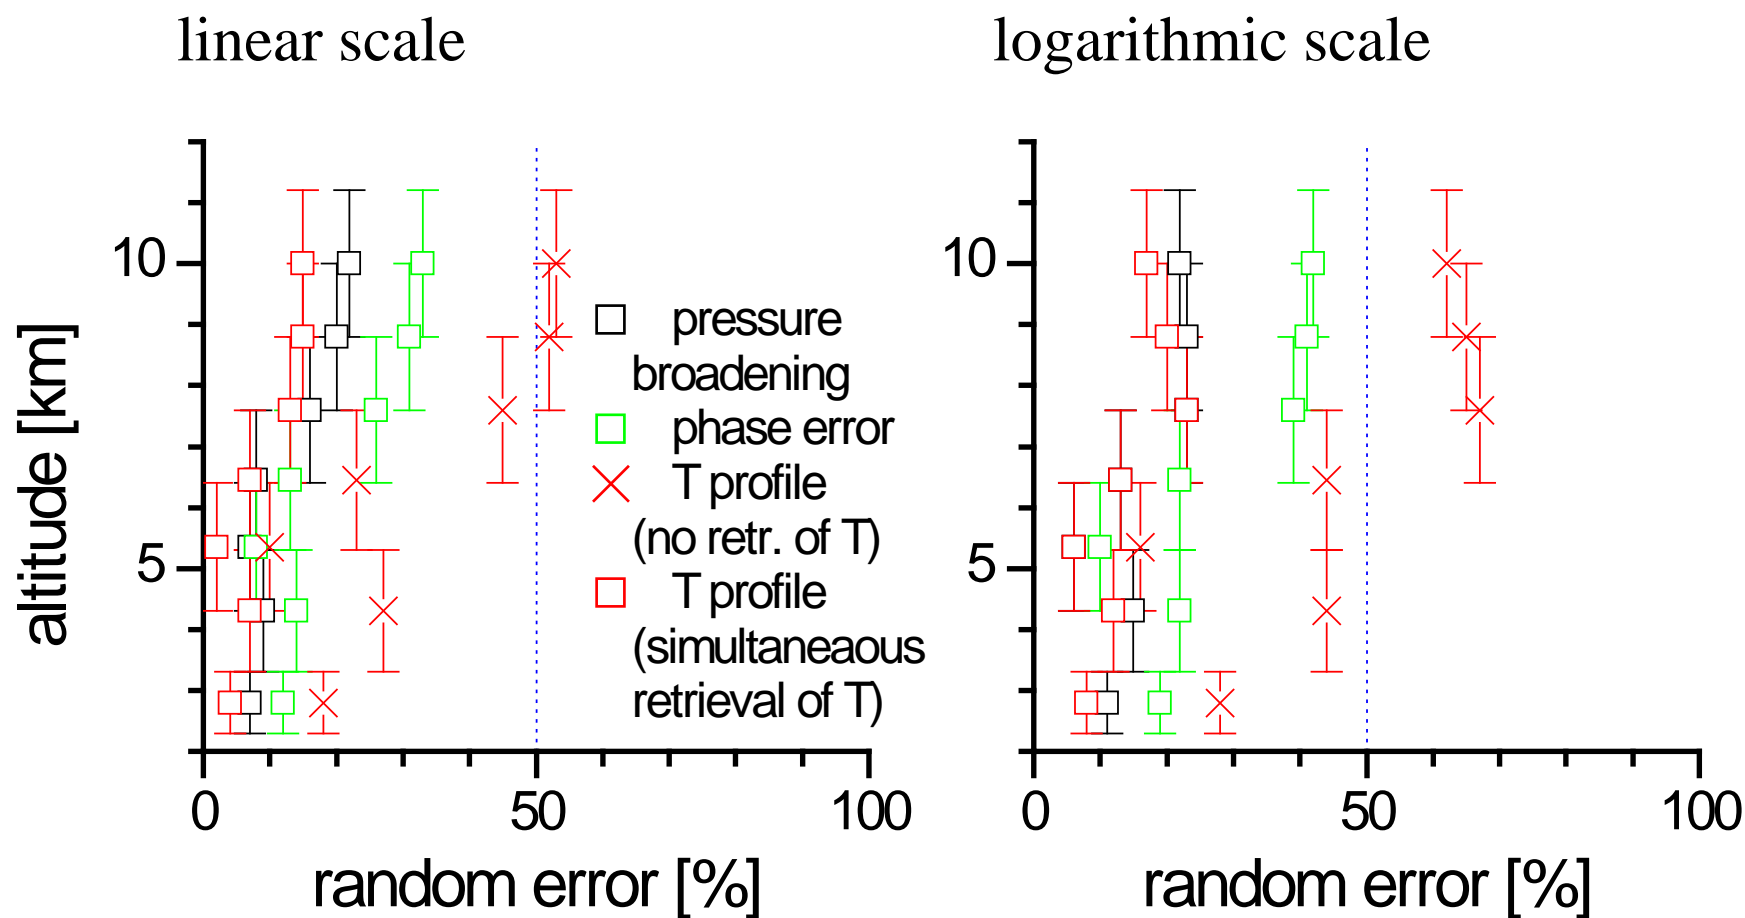 linear scale
logarithmic scale
altitude [km]
10
5
0
50
100
random error [%]
pressure
broadening
phase error
T profile
(no retr. of T)
T profile
(simultaneaous
retrieval of T)
10
5
0
50
100
random error [%]